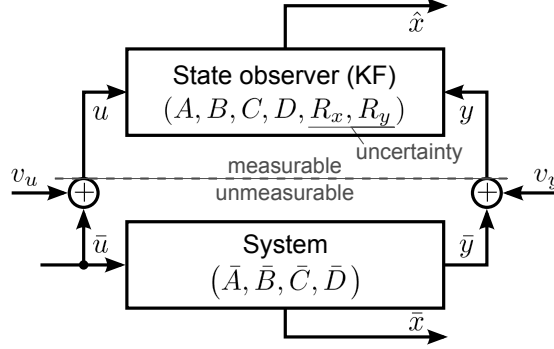 x̂
State observer (KF)
u (A, B, C, D, R_x, R_y) y
uncertainty
measurable
v_u + unmeasurable + v_y
ū System ȳ
(Ā, B̄, C̄, D̄)
x̄